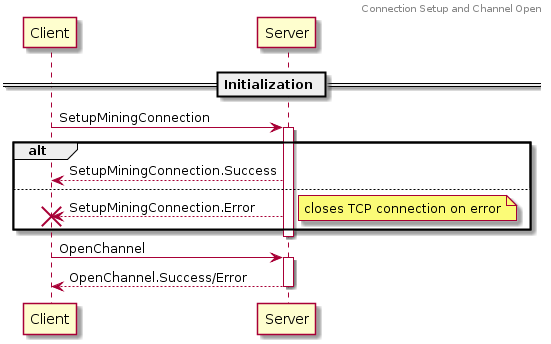 Connection Setup and Channel Open
Client
Server
Initialization
SetupMiningConnection
alt
SetupMiningConnection.Success
SetupMiningConnection.Error
closes TCP connection on error
OpenChannel
OpenChannel.Success/Error
Client
Server